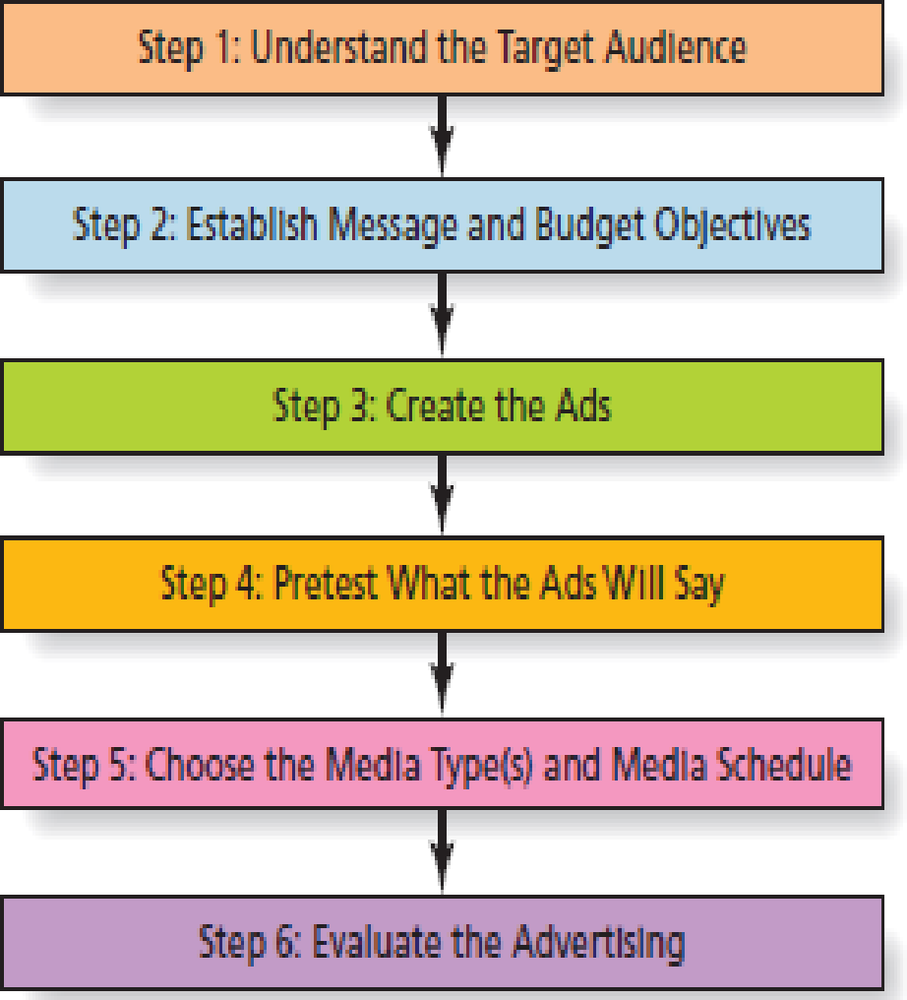 Step 1: Understand the Target Audience
Step 2: Establish Message and Budget Objectives
Step 3: Create the Ads
Step 4: Pretest What the Ads Will Say
Step 5: Choose the Media Type(s) and Media Schedule
Step 6: Evaluate the Advertising